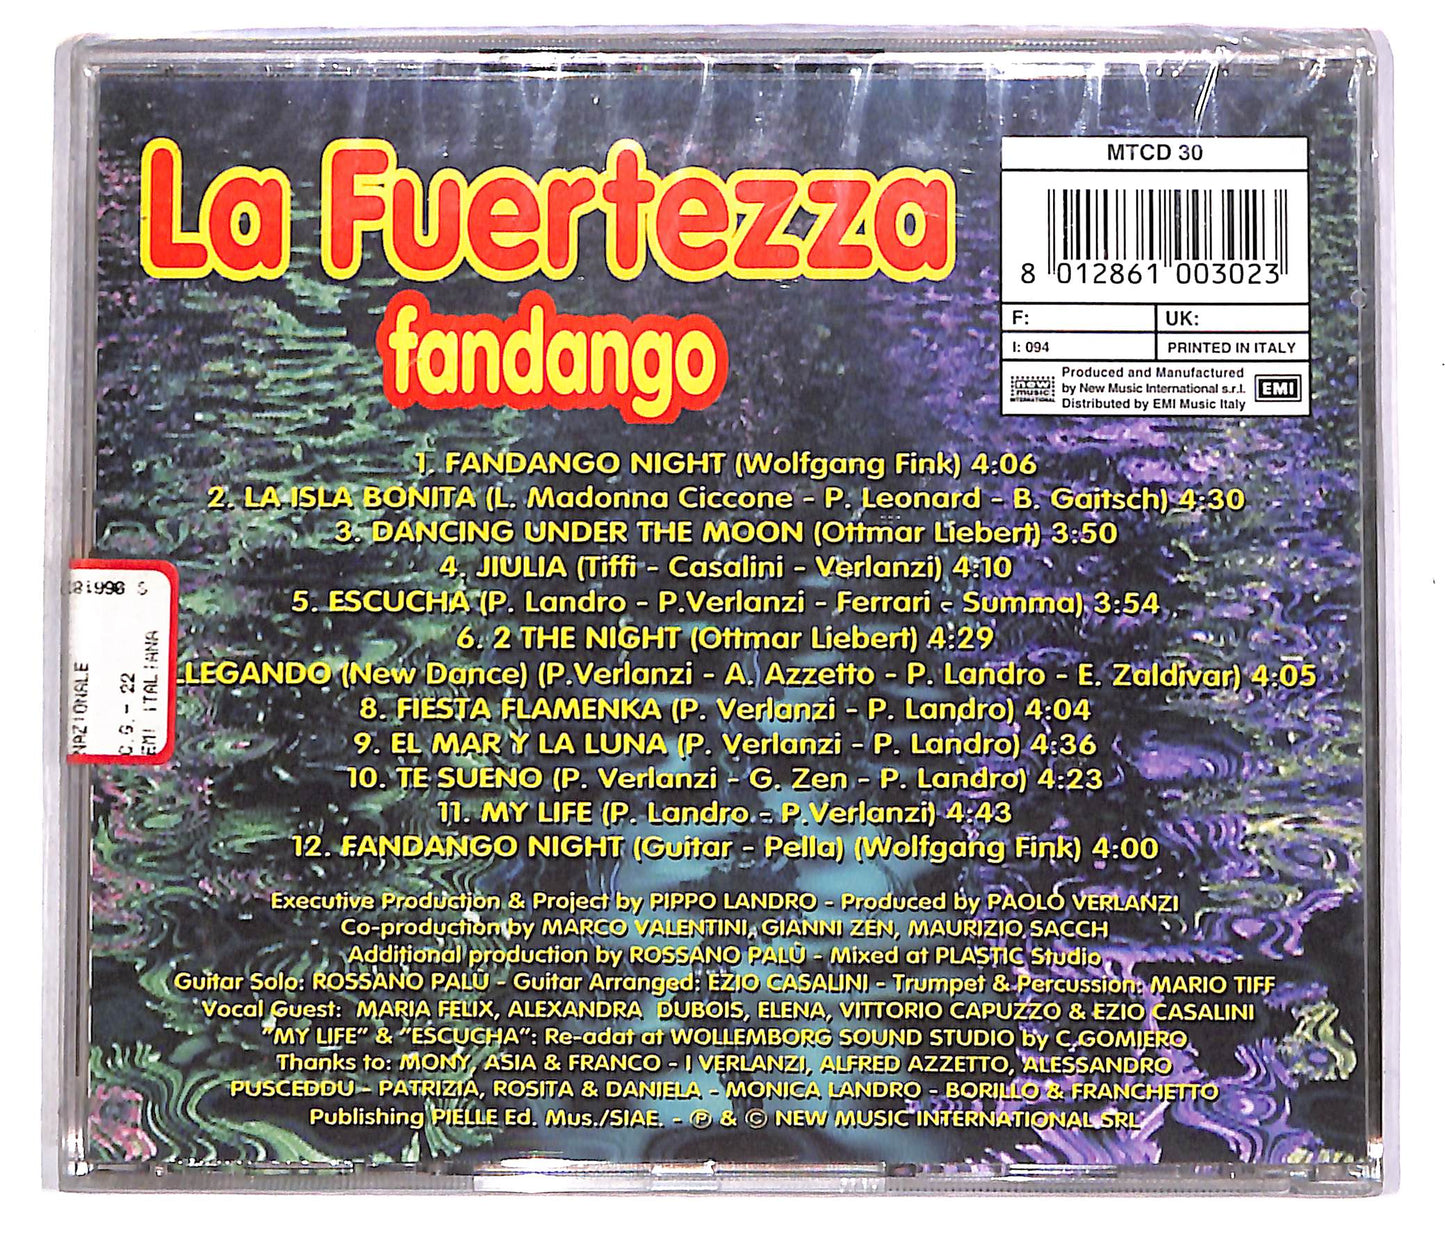 La Fuertezza
fandango
MTCD 30
8 012861 003023
F:
UK:
I: 094
PRINTED IN ITALY
new
music
INTERNATIONAL
Produced and Manufactured
by New Music International s.r.l.
Distributed by EMI Music Italy
EMI
1. FANDANGO NIGHT (Wolfgang Fink) 4:06
2. LA ISLA BONITA (L. Madonna Ciccone - P. Leonard - B. Gaitsch) 4:30
3. DANCING UNDER THE MOON (Ottmar Liebert) 3:50
4. JIULIA (Tiffi - Casalini - Verlanzi) 4:10
5. ESCUCHA (P. Landro - P.Verlanzi - Ferrari - Summa) 3:54
6. 2 THE NIGHT (Ottmar Liebert) 4:29
LLEGANDO (New Dance) (P.Verlanzi - A. Azzetto - P. Landro - E. Zaldivar) 4:05
8. FIESTA FLAMENKA (P. Verlanzi - P. Landro) 4:04
9. EL MAR Y LA LUNA (P. Verlanzi - P. Landro) 4:36
10. TE SUENO (P. Verlanzi - G. Zen - P. Landro) 4:23
11. MY LIFE (P. Landro - P.Verlanzi) 4:43
12. FANDANGO NIGHT (Guitar - Pella) (Wolfgang Fink) 4:00
NAZIONALE
C.G.- 22
EMI ITALIANA
Executive Production & Project by PIPPO LANDRO - Produced by PAOLO VERLANZI
Co-production by MARCO VALENTINI, GIANNI ZEN, MAURIZIO SACCH
Additional production by ROSSANO PALÙ - Mixed at PLASTIC Studio
Guitar Solo: ROSSANO PALÙ - Guitar Arranged: EZIO CASALINI - Trumpet & Percussion: MARIO TIFF
Vocal Guest: MARIA FELIX, ALEXANDRA DUBOIS, ELENA, VITTORIO CAPUZZO & EZIO CASALINI
"MY LIFE" & "ESCUCHA": Re-adat at WOLLEMBORG SOUND STUDIO by C.GOMIERO
Thanks to: MONY, ASIA & FRANCO - I VERLANZI, ALFRED AZZETTO, ALESSANDRO
PUSCEDDU - PATRIZIA, ROSITA & DANIELA - MONICA LANDRO - BORILLO & FRANCHETTO
Publishing PIELLE Ed. Mus./SIAE. - ℗ & © NEW MUSIC INTERNATIONAL SRL